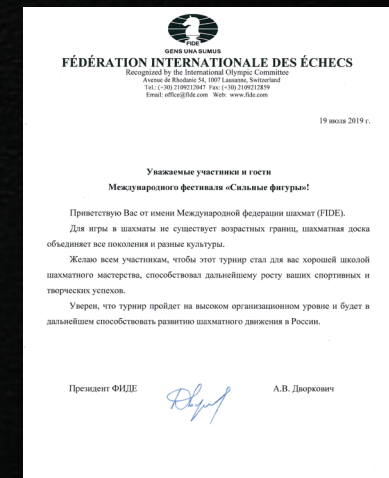 FIDE
GENS UNA SUMUS
FÉDÉRATION INTERNATIONALE DES ÉCHECS
Recognized by the International Olympic Committee
Avenue de Rhodanie 54, 1007 Lausanne, Switzerland
Tel.: (+30) 2109212047 Fax: (+30) 2109212859
Email: office@fide.com Web: www.fide.com
19 июля 2019 г.
Уважаемые участники и гости
Международного фестиваля «Сильные фигуры»!
Приветствую Вас от имени Международной федерации шахмат (FIDE).
Для игры в шахматы не существует возрастных границ, шахматная доска
объединяет все поколения и разные культуры.
Желаю всем участникам, чтобы этот турнир стал для вас хорошей школой
шахматного мастерства, способствовал дальнейшему росту ваших спортивных и
творческих успехов.
Уверен, что турнир пройдет на высоком организационном уровне и будет в
дальнейшем способствовать развитию шахматного движения в России.
Президент ФИДЕ А.В. Дворкович